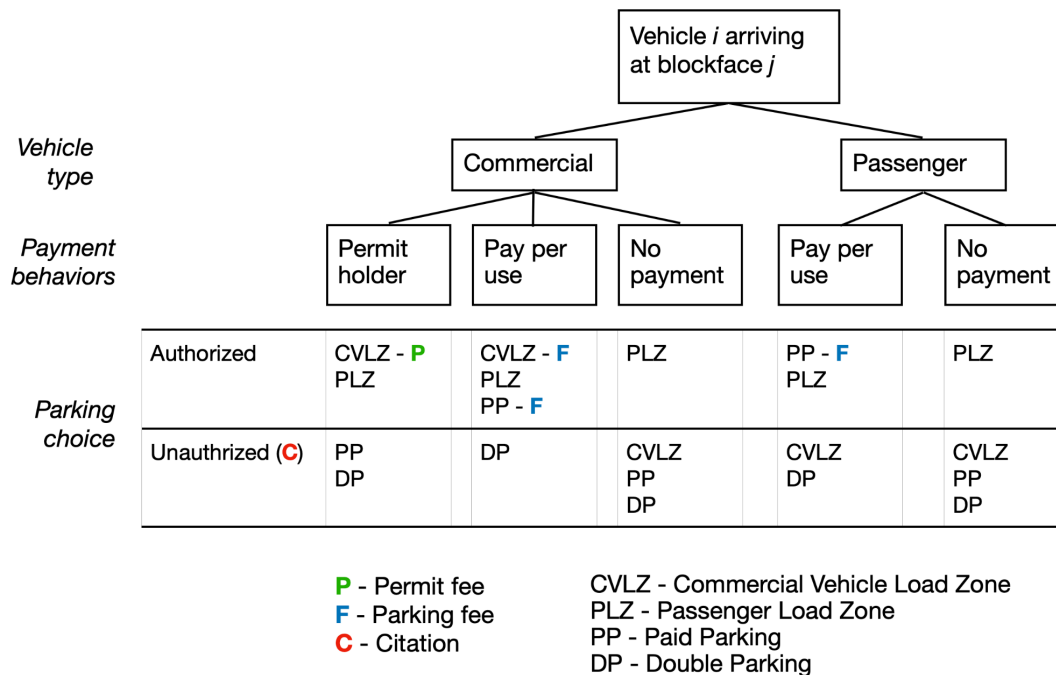 Vehicle i arriving
at blockface j
Vehicle
type
Commercial
Passenger
Payment
behaviors
Permit
holder
Pay per
use
No
payment
Pay per
use
No
payment
Parking
choice
Authorized
CVLZ - P
PLZ
CVLZ - F
PLZ
PP - F
PLZ
PP - F
PLZ
PLZ
Unauthrized (C)
PP
DP
DP
CVLZ
PP
DP
CVLZ
DP
CVLZ
PP
DP
P - Permit fee
F - Parking fee
C - Citation
CVLZ - Commercial Vehicle Load Zone
PLZ - Passenger Load Zone
PP - Paid Parking
DP - Double Parking